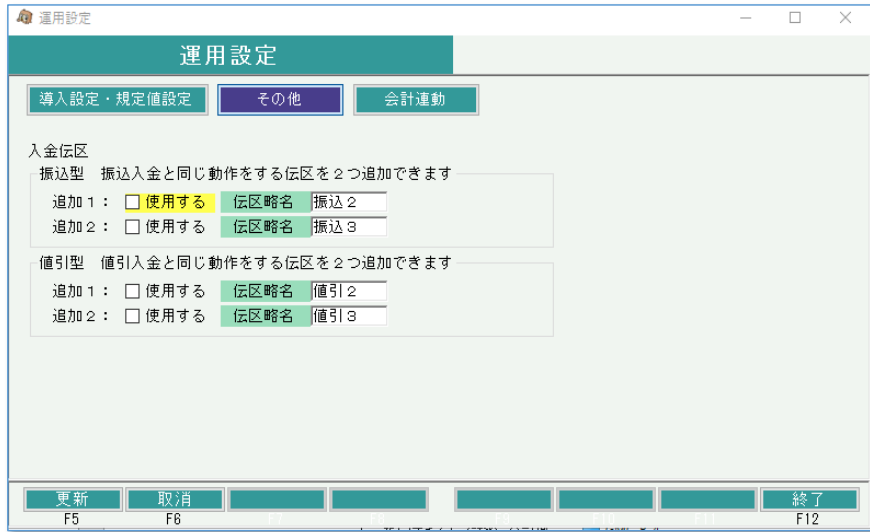 運用設定
運用設定
導入設定・規定値設定 その他 会計連動
入金伝区
振込型 振込入金と同じ動作をする伝区を２つ追加できます
追加１： 使用する 伝区略名 振込２
追加２： 使用する 伝区略名 振込３
値引型 値引入金と同じ動作をする伝区を２つ追加できます
追加１： 使用する 伝区略名 値引２
追加２： 使用する 伝区略名 値引３
更新 取消 終了
F5 F6 F7 F8 F9 F10 F11 F12